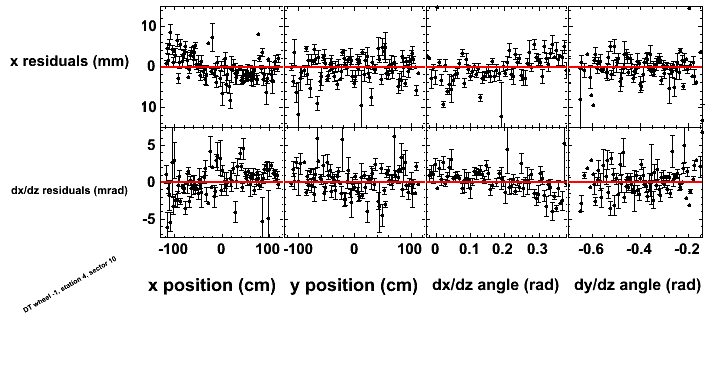 10
x residuals (mm)
0
10
5
dx/dz residuals (mrad)
0
-5
-100 0 100 -100 0 100 0 0.1 0.2 0.3 -0.6 -0.4 -0.2
x position (cm) y position (cm) dx/dz angle (rad) dy/dz angle (rad)
DT wheel -1, station 4, sector 10